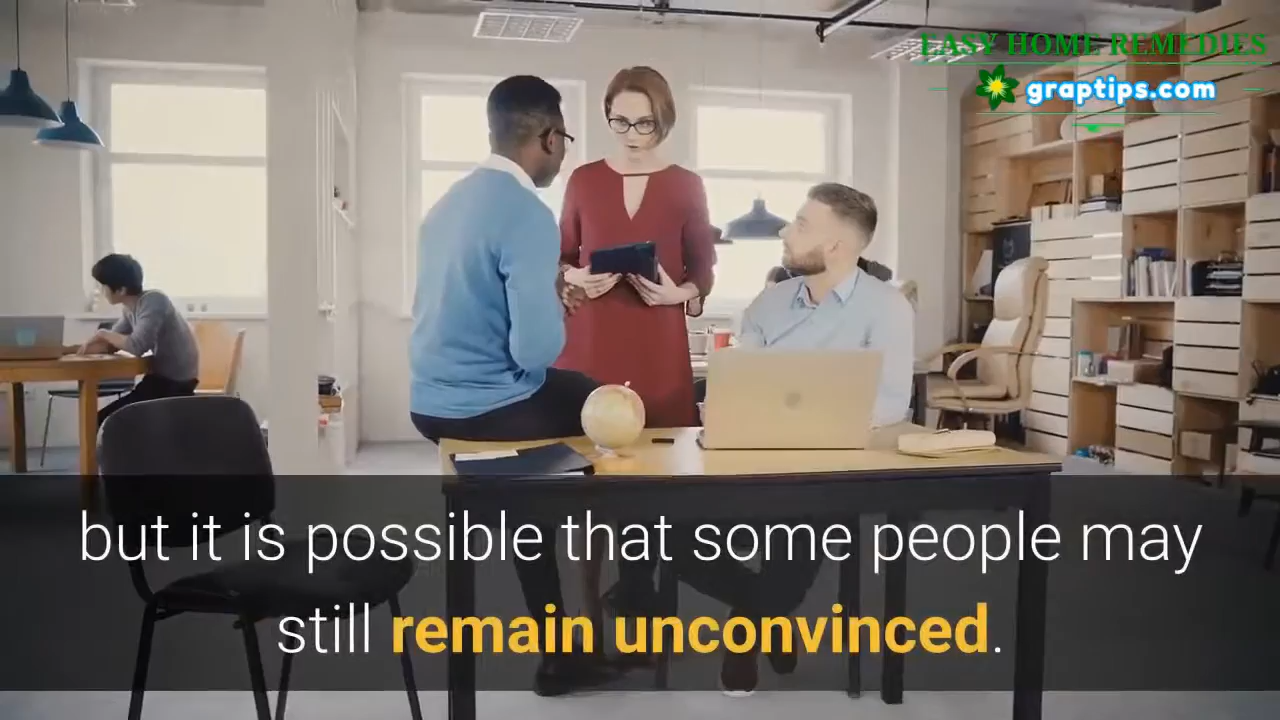 EASY HOME REMEDIES
graptips.com
but it is possible that some people may
still remain unconvinced.